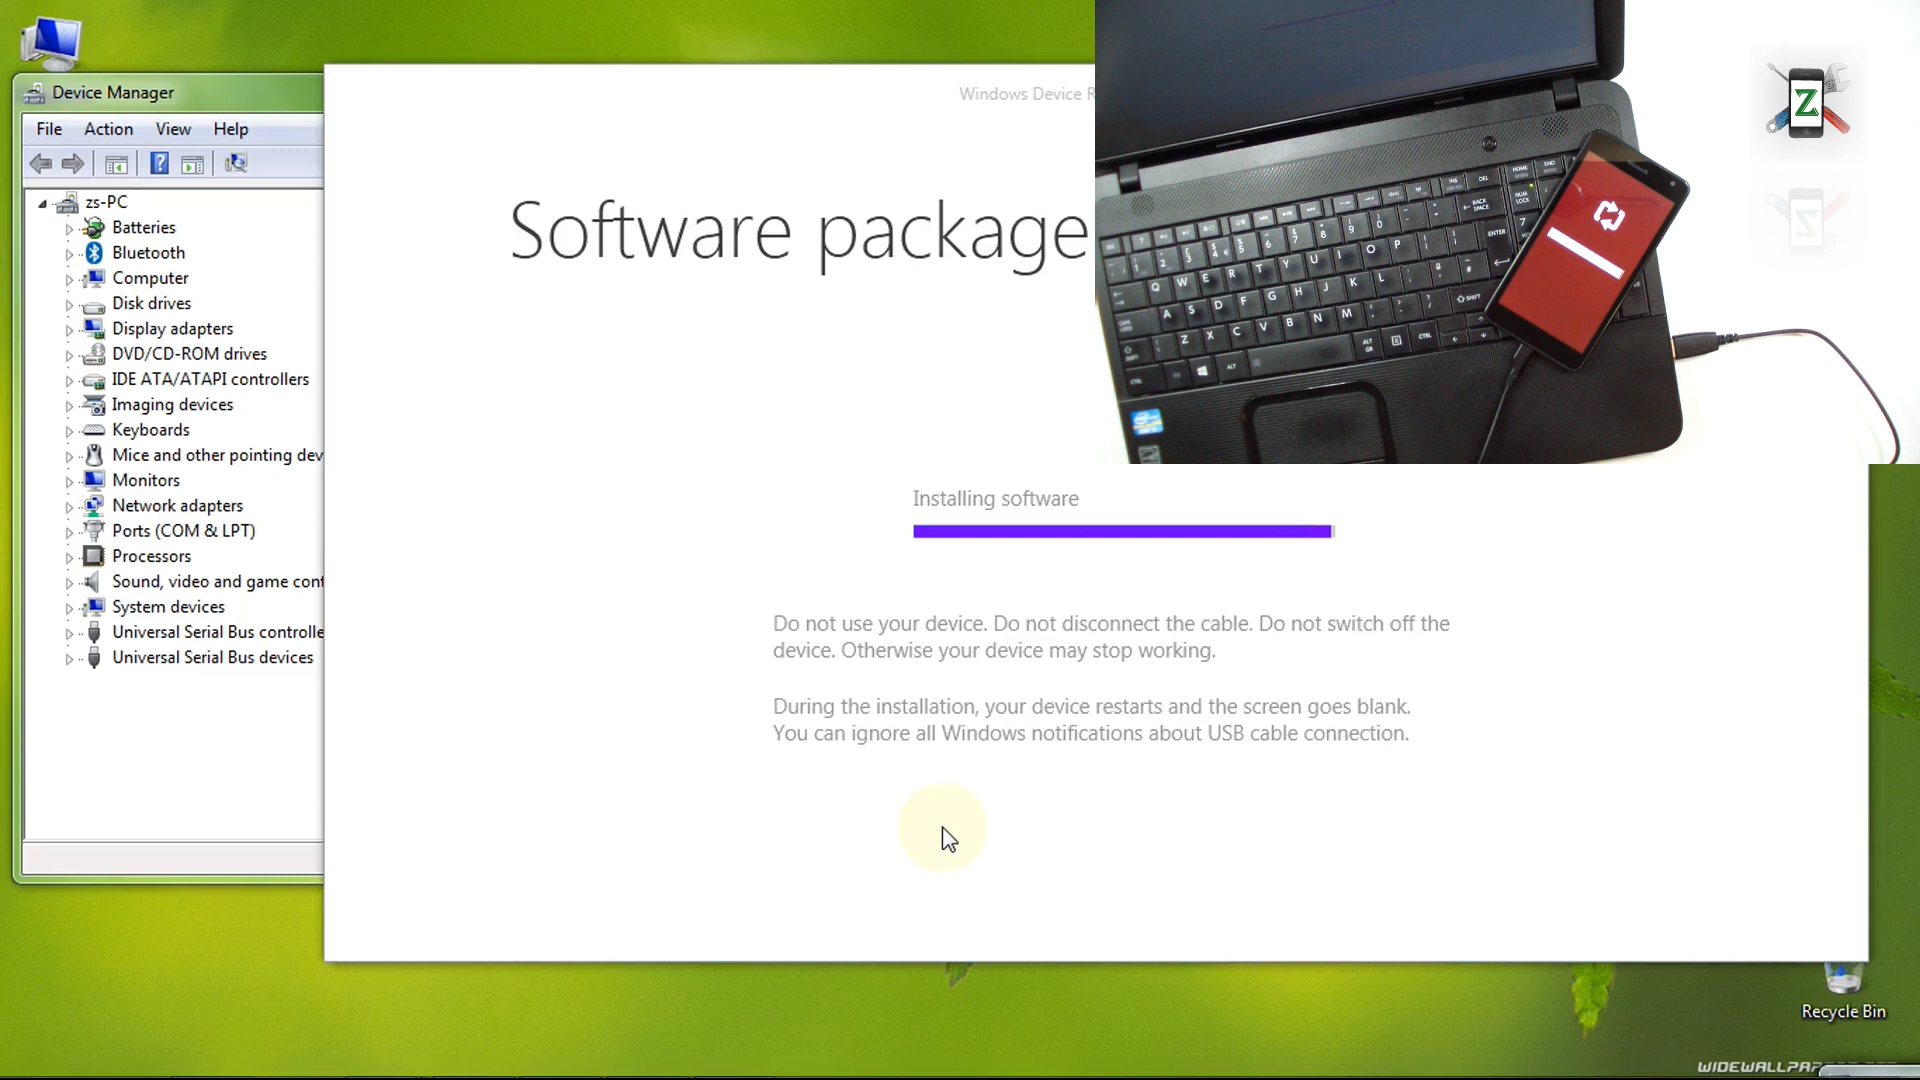 Device Manager
File Action View Help
zs-PC
Batteries
Bluetooth
Computer
Disk drives
Display adapters
DVD/CD-ROM drives
IDE ATA/ATAPI controllers
Imaging devices
Keyboards
Mice and other pointing dev
Monitors
Network adapters
Ports (COM & LPT)
Processors
Sound, video and game cont
System devices
Universal Serial Bus controlle
Universal Serial Bus devices
Windows Device R
Software package
Installing software
Do not use your device. Do not disconnect the cable. Do not switch off the
device. Otherwise your device may stop working.
During the installation, your device restarts and the screen goes blank.
You can ignore all Windows notifications about USB cable connection.
Z
Q W E R T Y U I O P
A S D F G H J K L
Z X C V B N M
Recycle Bin